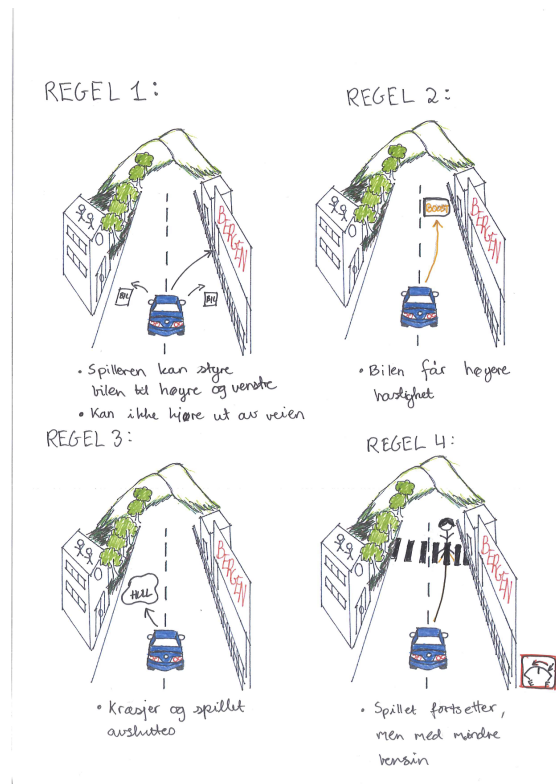 REGEL 1:
REGEL 2:
BERGEN
BIL
BIL
BOOST
BERGEN
• Spilleren kan styre
bilen til høyre og venstre
• Kan ikke kjøre ut av veien
• Bilen får høyere
hastighet
REGEL 3:
REGEL 4:
HULL
BERGEN
BERGEN
• Krasjer og spillet
avsluttes
• Spillet fortsetter,
men med mindre
bensin